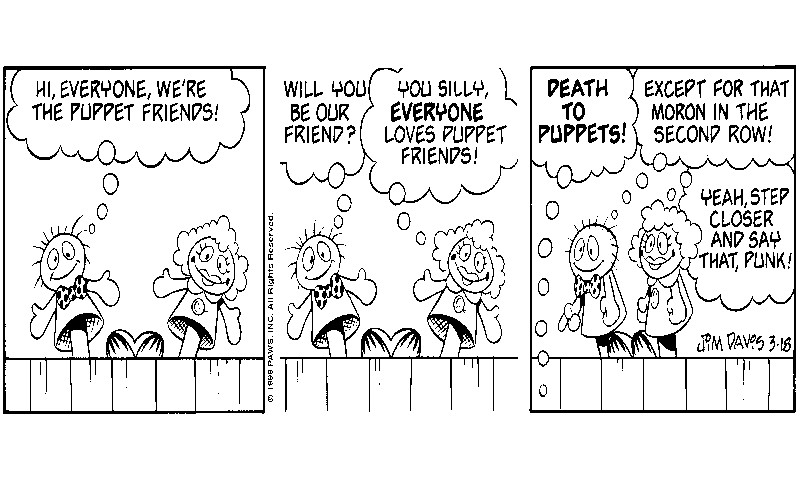 HI, EVERYONE, WE'RE
THE PUPPET FRIENDS!
© 1998 PAWS, INC. All Rights Reserved.
WILL YOU
BE OUR
FRIEND?
YOU SILLY,
EVERYONE
LOVES PUPPET
FRIENDS!
DEATH
TO
PUPPETS!
EXCEPT FOR THAT
MORON IN THE
SECOND ROW!
YEAH, STEP
CLOSER
AND SAY
THAT, PUNK!
JIM DAVIS 3-18